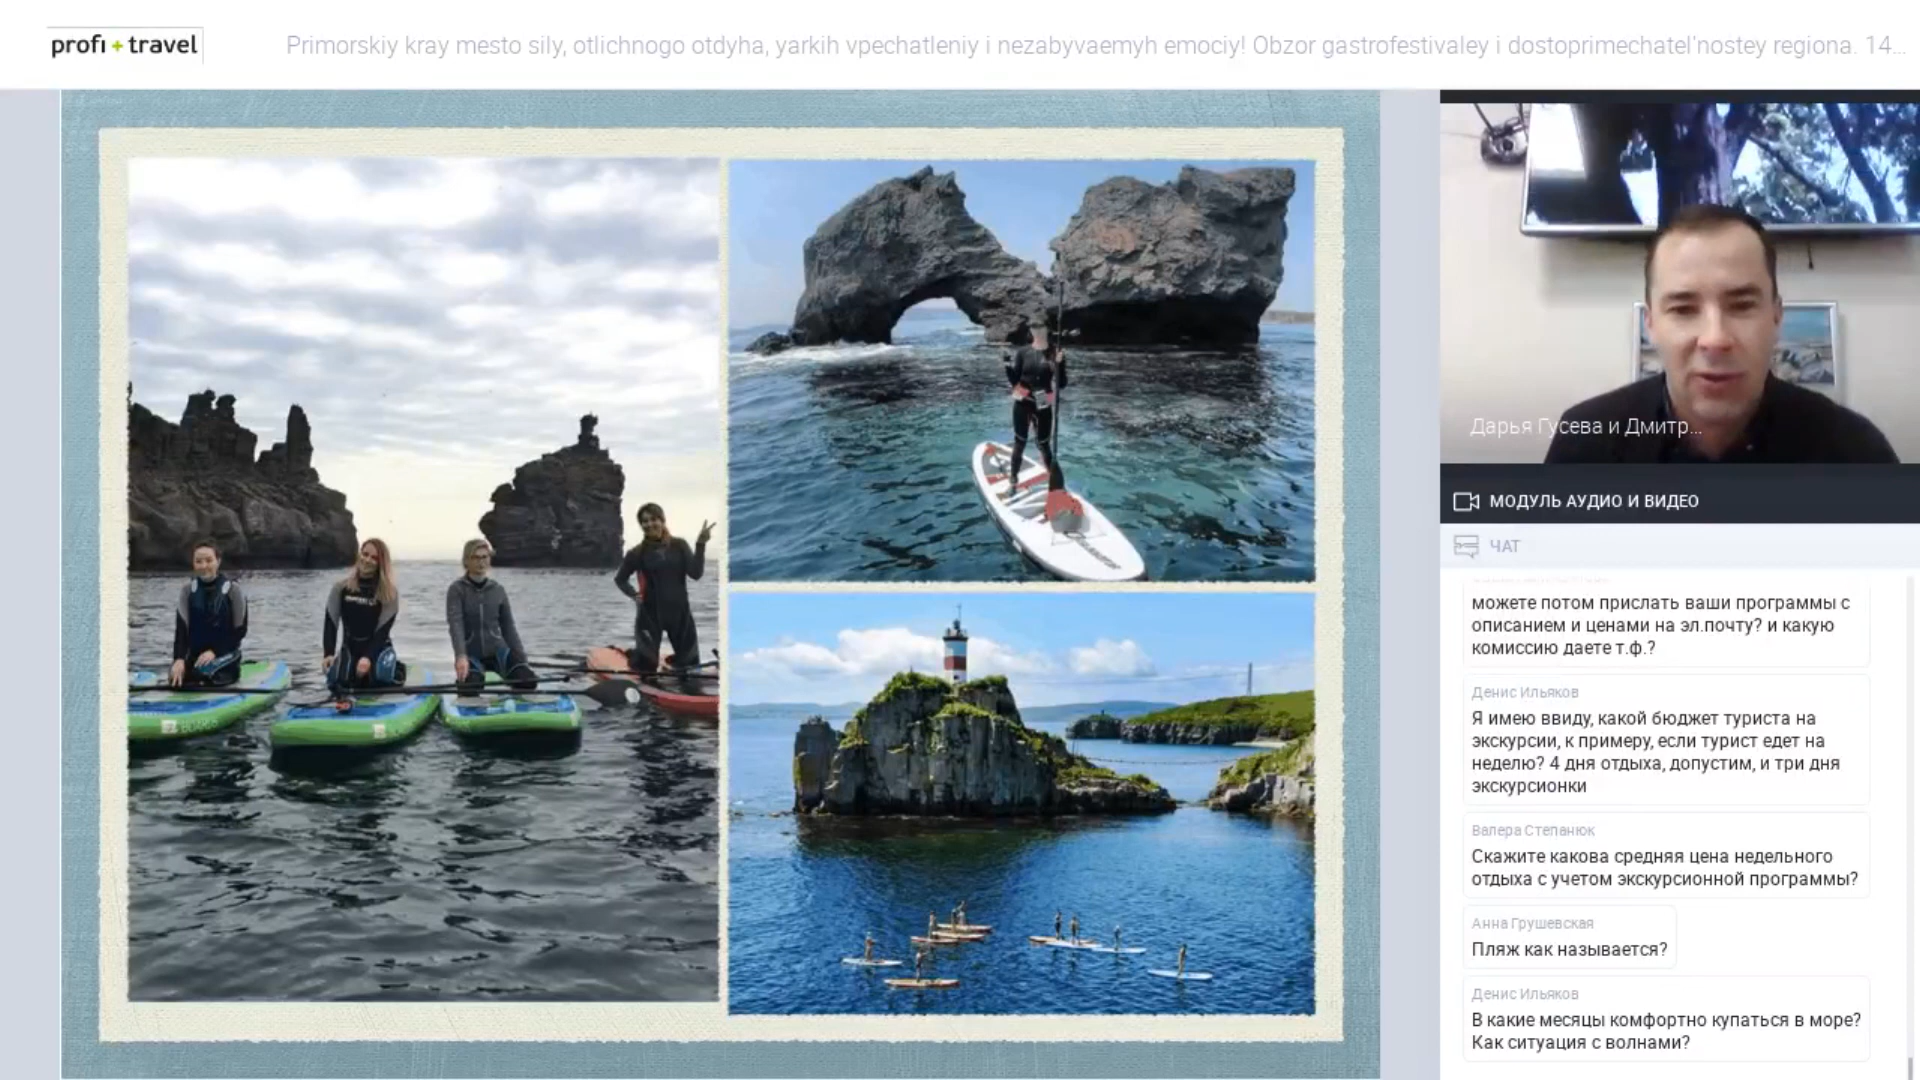 profi + travel
Primorskiy kray mesto sily, otlichnogo otdyha, yarkih vpechatleniy i nezabyvaemyh emociy! Obzor gastrofestivaley i dostoprimechatel'nostey regiona. 14...
Дарья Гусева и Дмитр...
МОДУЛЬ АУДИО И ВИДЕО
ЧАТ
можете потом прислать ваши программы с
описанием и ценами на эл.почту? и какую
комиссию даете т.ф.?
Денис Ильяков
Я имею ввиду, какой бюджет туриста на
экскурсии, к примеру, если турист едет на
неделю? 4 дня отдыха, допустим, и три дня
экскурсионки
Валера Степанюк
Скажите какова средняя цена недельного
отдыха с учетом экскурсионной программы?
Анна Грушевская
Пляж как называется?
Денис Ильяков
В какие месяцы комфортно купаться в море?
Как ситуация с волнами?